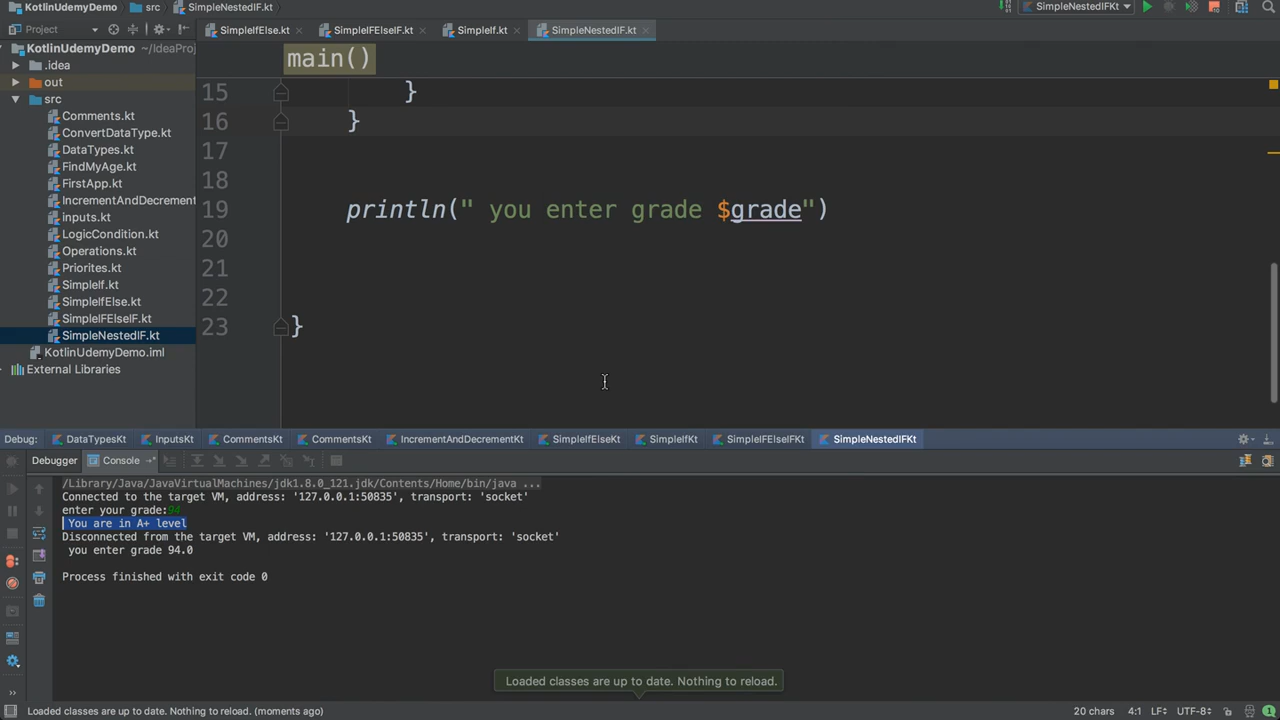 KotlinUdemyDemo src SimpleNestedIF.kt SimpleNestedIFKt
Project SimpleIfElse.kt SimpleIFElseIF.kt SimpleIf.kt SimpleNestedIF.kt
KotlinUdemyDemo ~/IdeaProj
main()
.idea
out
src
Comments.kt
ConvertDataType.kt
DataTypes.kt
FindMyAge.kt
FirstApp.kt
IncrementAndDecrement
inputs.kt
LogicCondition.kt
Operations.kt
Priorites.kt
SimpleIf.kt
SimpleIfElse.kt
SimpleIFElseIF.kt
SimpleNestedIF.kt
KotlinUdemyDemo.iml
External Libraries
15 }
16 }
17
18
19 println(" you enter grade $grade")
20
21
22
23 }
Debug: DataTypesKt InputsKt CommentsKt CommentsKt IncrementAndDecrementKt SimpleIfElseKt SimpleIfKt SimpleIFElseIFKt SimpleNestedIFKt
Debugger Console
/Library/Java/JavaVirtualMachines/jdk1.8.0_121.jdk/Contents/Home/bin/java ...
Connected to the target VM, address: '127.0.0.1:50835', transport: 'socket'
enter your grade:94
You are in A+ level
Disconnected from the target VM, address: '127.0.0.1:50835', transport: 'socket'
you enter grade 94.0
Process finished with exit code 0
Loaded classes are up to date. Nothing to reload.
Loaded classes are up to date. Nothing to reload. (moments ago) 20 chars 4:1 LF÷ UTF-8÷ 1